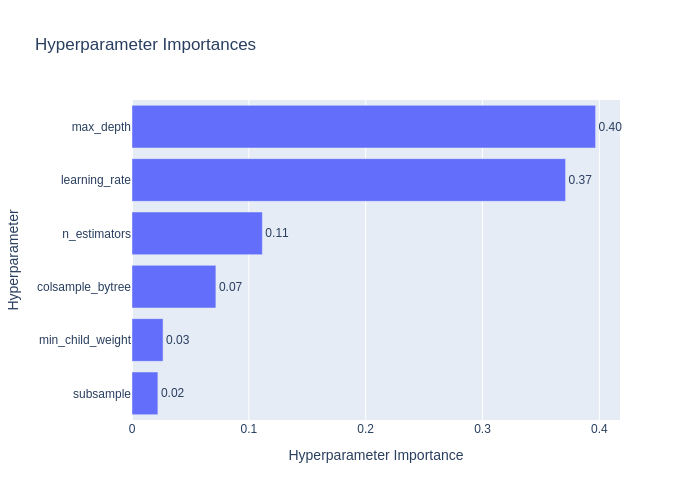 Hyperparameter Importances
Hyperparameter
max_depth 0.40
learning_rate 0.37
n_estimators 0.11
colsample_bytree 0.07
min_child_weight 0.03
subsample 0.02
0 0.1 0.2 0.3 0.4
Hyperparameter Importance